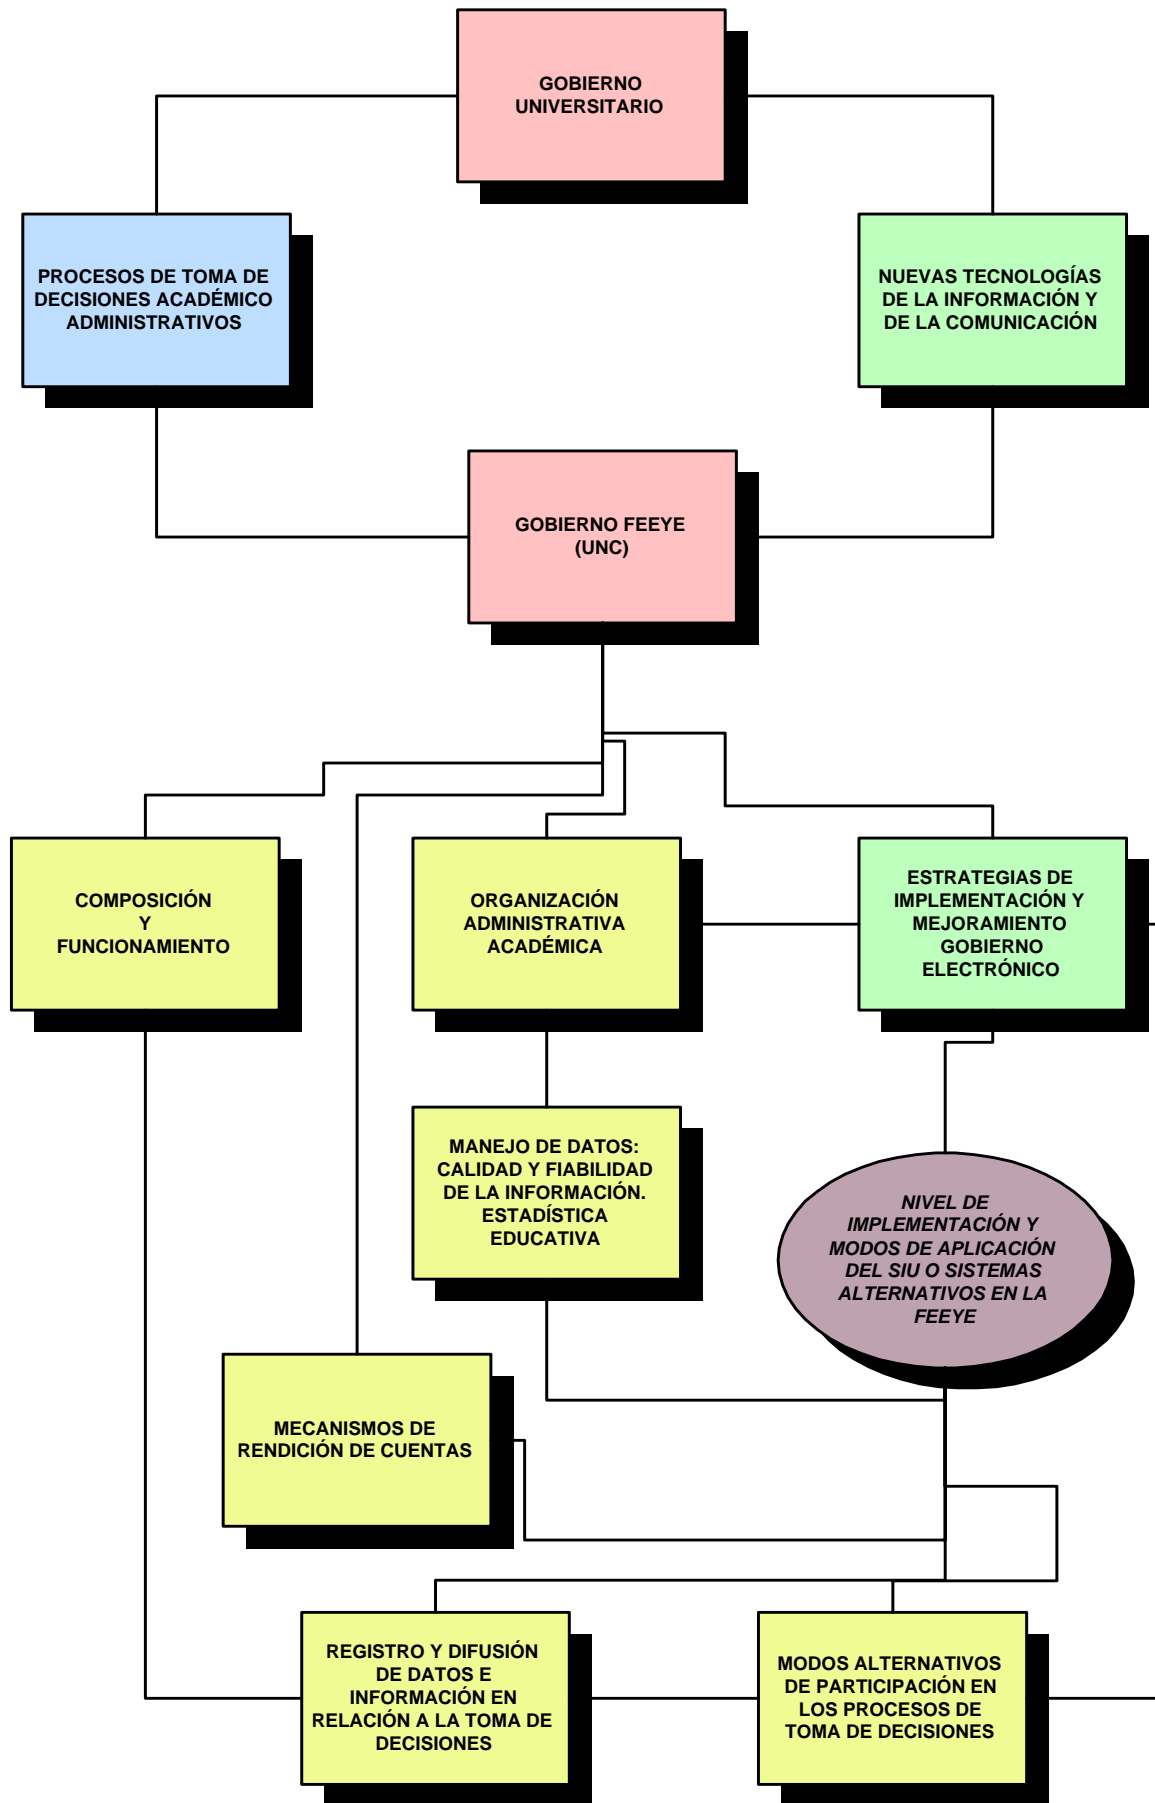 GOBIERNO
UNIVERSITARIO
PROCESOS DE TOMA DE
DECISIONES ACADÉMICO
ADMINISTRATIVOS
NUEVAS TECNOLOGÍAS
DE LA INFORMACIÓN Y
DE LA COMUNICACIÓN
GOBIERNO FEEYE
(UNC)
COMPOSICIÓN
Y
FUNCIONAMIENTO
ORGANIZACIÓN
ADMINISTRATIVA
ACADÉMICA
ESTRATEGIAS DE
IMPLEMENTACIÓN Y
MEJORAMIENTO
GOBIERNO
ELECTRÓNICO
MANEJO DE DATOS:
CALIDAD Y FIABILIDAD
DE LA INFORMACIÓN.
ESTADÍSTICA
EDUCATIVA
NIVEL DE
IMPLEMENTACIÓN Y
MODOS DE APLICACIÓN
DEL SIU O SISTEMAS
ALTERNATIVOS EN LA
FEEYE
MECANISMOS DE
RENDICIÓN DE CUENTAS
REGISTRO Y DIFUSIÓN
DE DATOS E
INFORMACIÓN EN
RELACIÓN A LA TOMA DE
DECISIONES
MODOS ALTERNATIVOS
DE PARTICIPACIÓN EN
LOS PROCESOS DE
TOMA DE DECISIONES